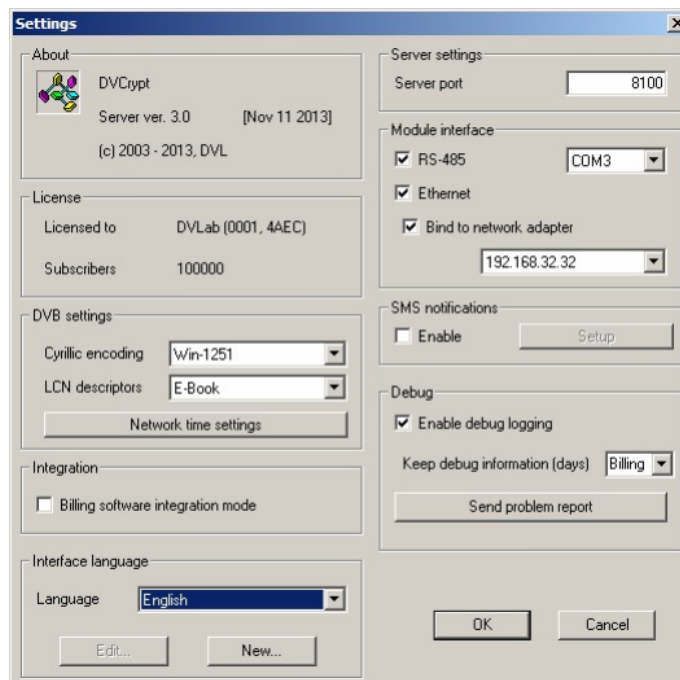 Settings
About
DVCrypt
Server ver. 3.0 [Nov 11 2013]
(c) 2003 - 2013, DVL
License
Licensed to DVLab (0001, 4AEC)
Subscribers 100000
DVB settings
Cyrillic encoding Win-1251
LCN descriptors E-Book
Network time settings
Integration
Billing software integration mode
Interface language
Language English
Edit... New...
Server settings
Server port 8100
Module interface
RS-485 COM3
Ethernet
Bind to network adapter
192.168.32.32
SMS notifications
Enable Setup
Debug
Enable debug logging
Keep debug information (days) Billing
Send problem report
OK Cancel